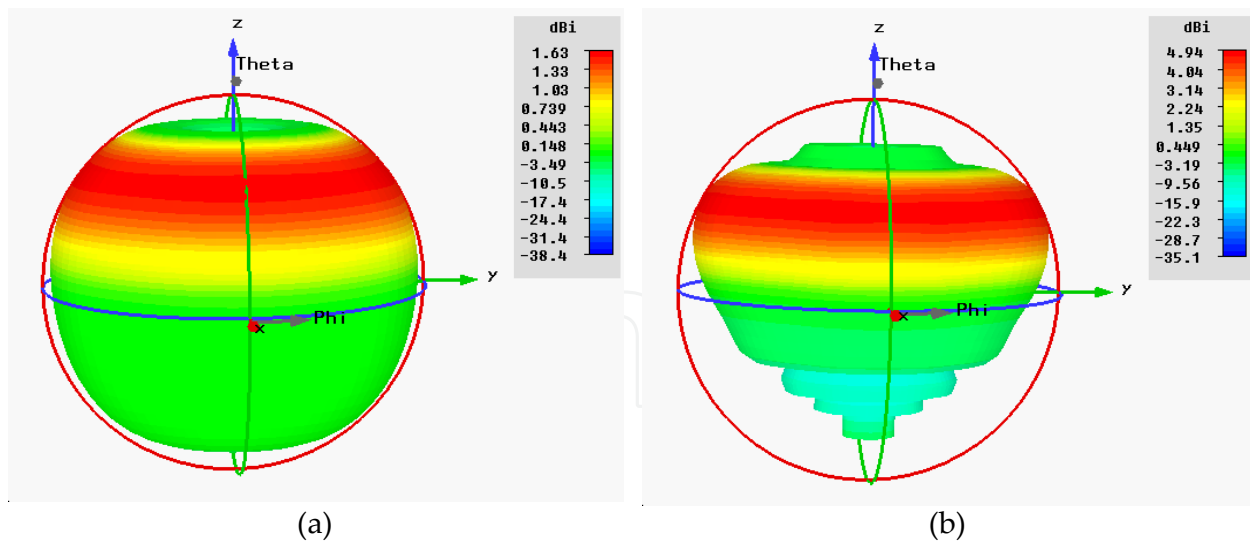 z
Theta
y
Phi
x
dBi
1.63
1.33
1.03
0.739
0.443
0.148
-3.49
-10.5
-17.4
-24.4
-31.4
-38.4
(a)
z
Theta
y
Phi
x
dBi
4.94
4.04
3.14
2.24
1.35
0.449
-3.19
-9.56
-15.9
-22.3
-28.7
-35.1
(b)